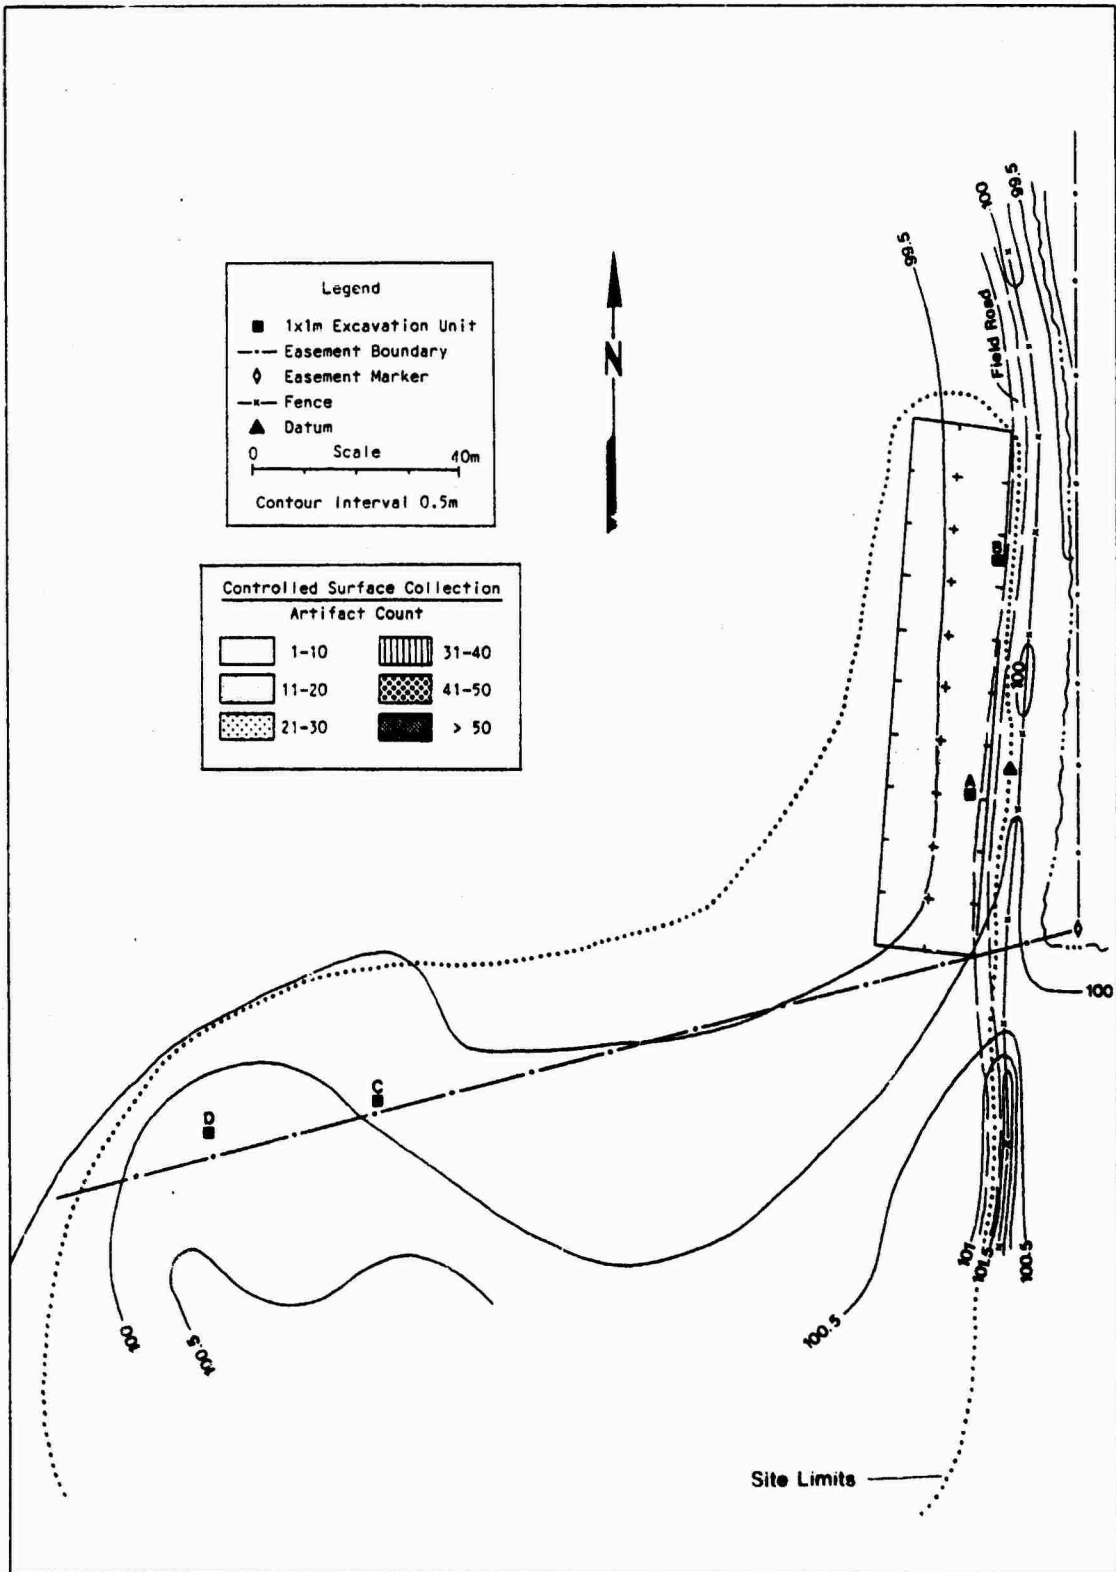 Legend
1x1m Excavation Unit
Easement Boundary
Easement Marker
Fence
Datum
0 Scale 40m
Contour Interval 0.5m
Controlled Surface Collection
Artifact Count
1-10
31-40
11-20
41-50
21-30
> 50
N
99.5
100
99.5
Field Road
B
100
A
100
C
D
100
100.5
100.5
101
101.5
100.5
Site Limits